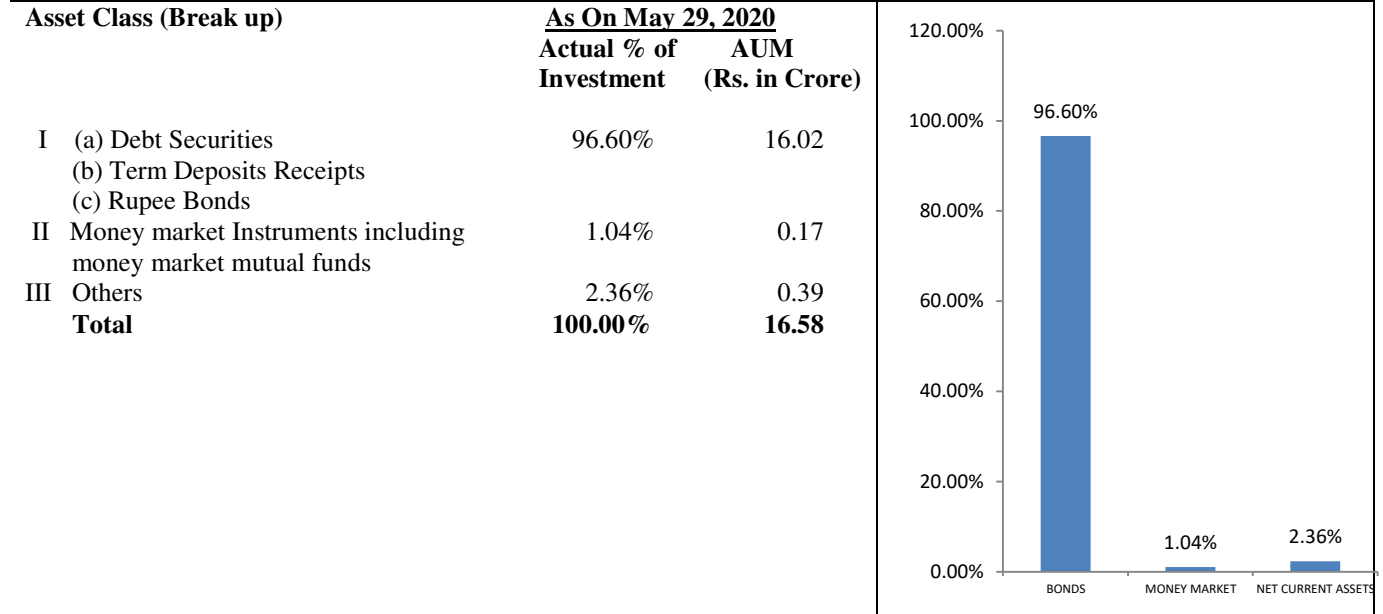 Asset Class (Break up) As On May 29, 2020
Actual % of AUM
Investment (Rs. in Crore)
I (a) Debt Securities 96.60% 16.02
(b) Term Deposits Receipts
(c) Rupee Bonds
II Money market Instruments including 1.04% 0.17
money market mutual funds
III Others 2.36% 0.39
Total 100.00% 16.58
120.00%
100.00%
80.00%
60.00%
40.00%
20.00%
0.00%
96.60%
1.04%
2.36%
BONDS MONEY MARKET NET CURRENT ASSETS